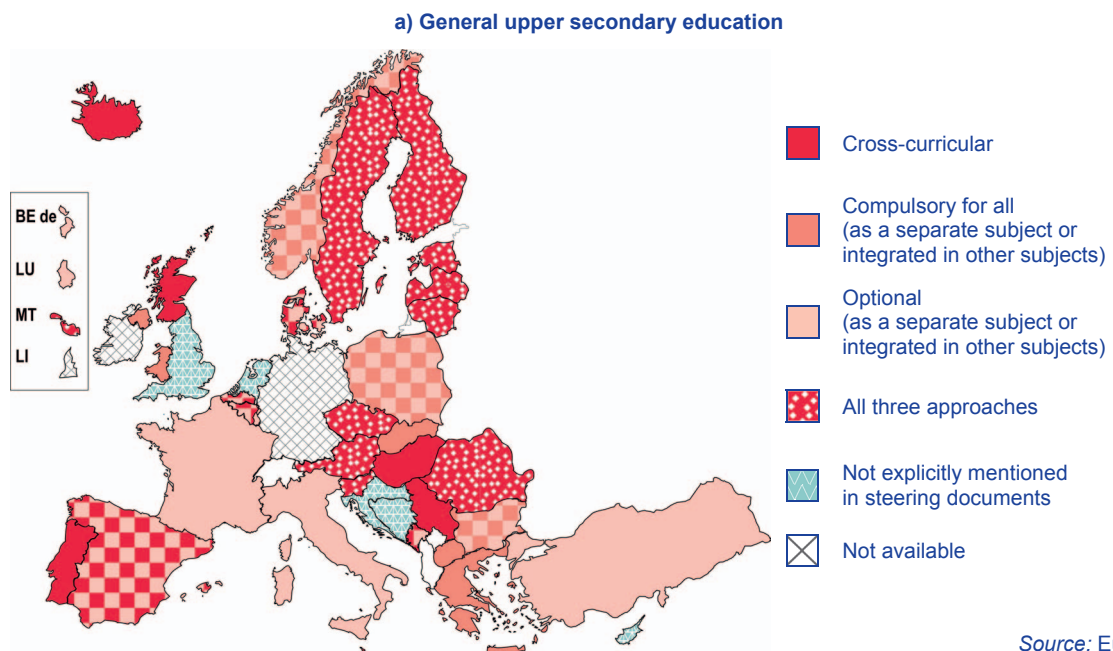 a) General upper secondary education
BE de
LU
MT
LI
Cross-curricular
Compulsory for all
(as a separate subject or
integrated in other subjects)
Optional
(as a separate subject or
integrated in other subjects)
All three approaches
Not explicitly mentioned
in steering documents
Not available
Source: